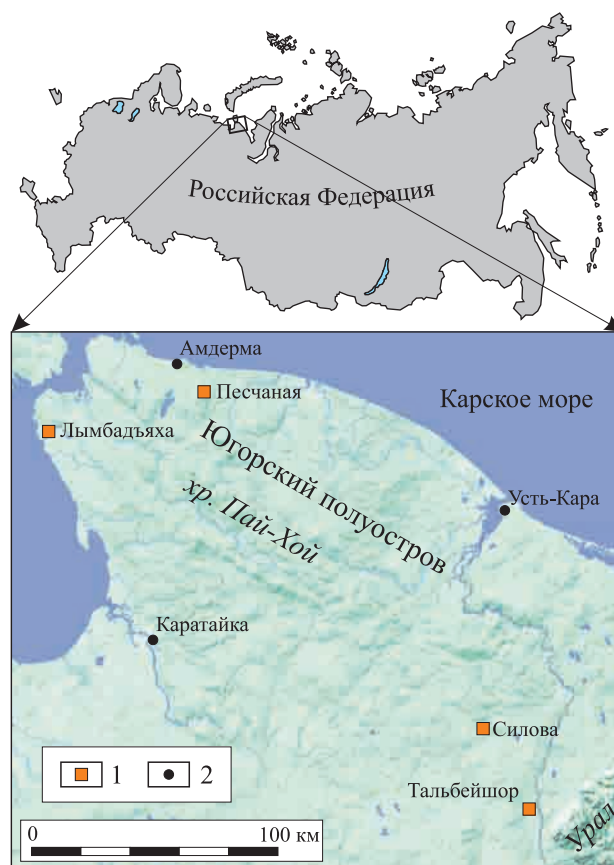 Российская Федерация
Амдерма
Песчаная
Карское море
Лымбадъяха
Югорский полуостров
хр. Пай-Хой
Усть-Кара
Каратайка
Силова
1 2
Тальбейшор
Урал
0 100 км